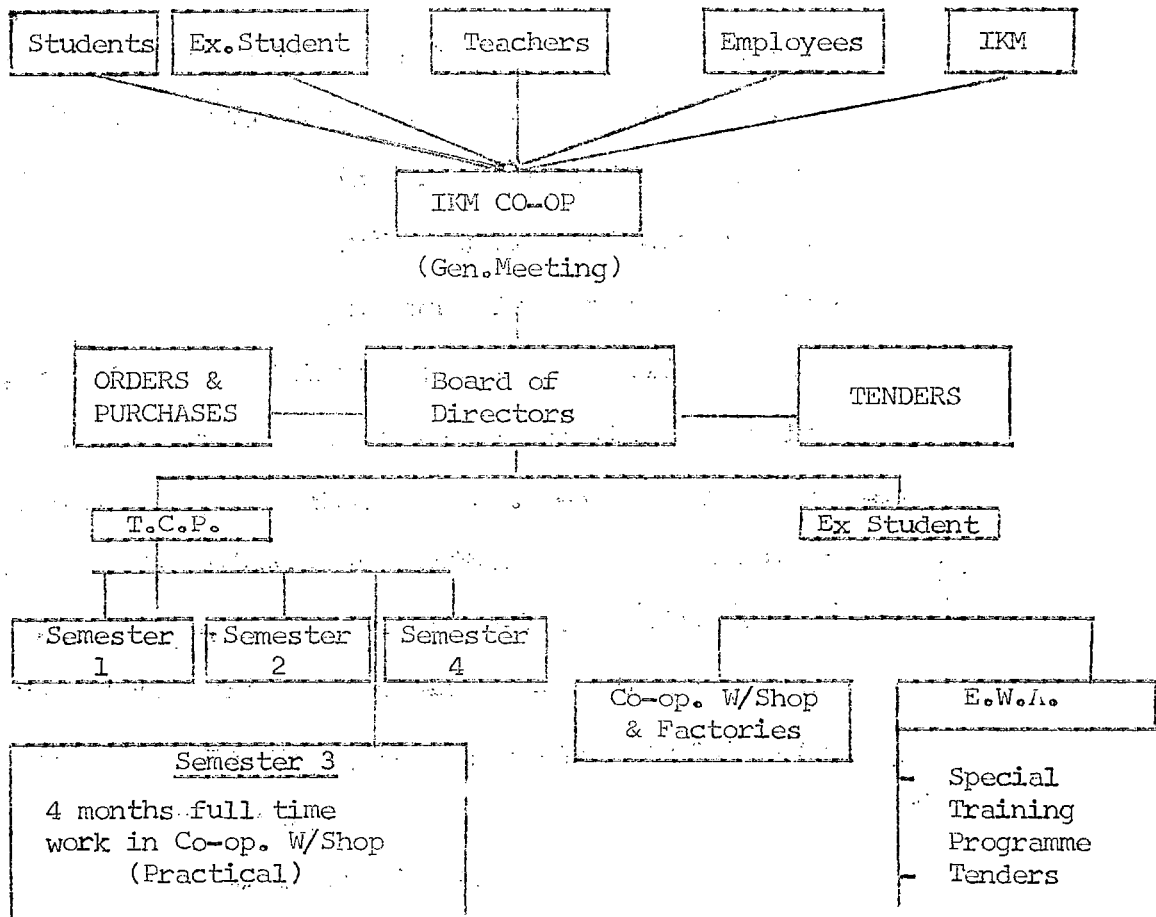 Students
Ex.Student
Teachers
Employees
IKM
IKM CO-OP
(Gen.Meeting)
ORDERS &
PURCHASES
Board of
Directors
TENDERS
T.C.P.
Ex Student
Semester
1
Semester
2
Semester
4
Co-op. W/Shop
& Factories
E.W.A.
Semester 3
4 months full time
work in Co-op. W/Shop
(Practical)
- Special
Training
Programme
- Tenders